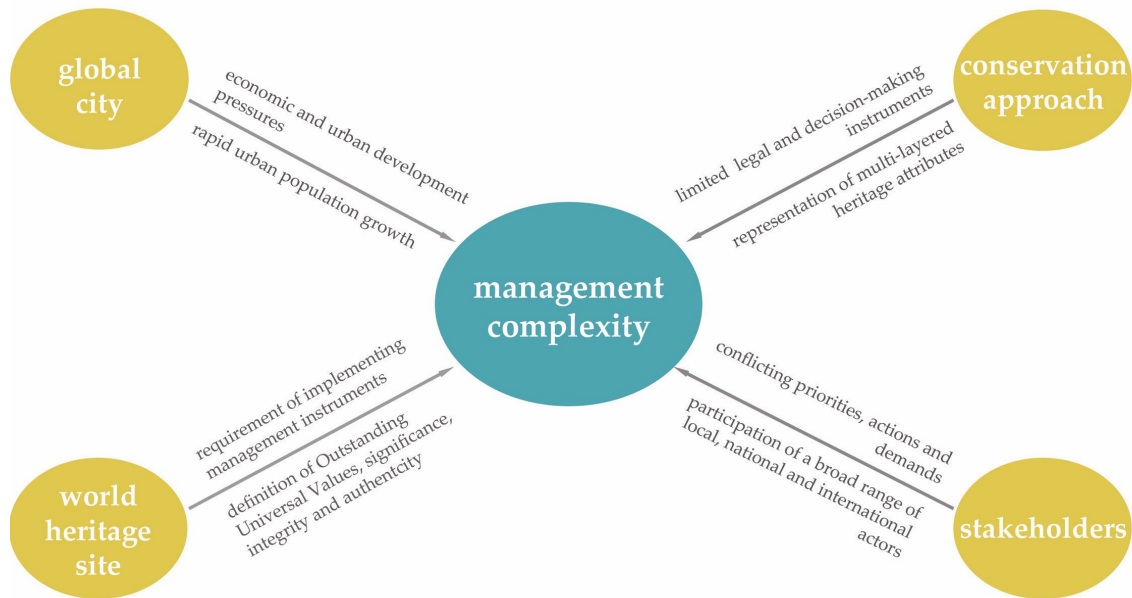 global
city
economic and urban development
pressures
rapid urban population growth
conservation
approach
limited legal and decision-making
instruments
representation of multi-layered
heritage attributes
management
complexity
world
heritage
site
requirement of implementing
management instruments
definition of Outstanding
Universal Values, significance,
integrity and authentcity
stakeholders
conflicting priorities, actions and
demands
participation of a broad range of
local, national and international
actors